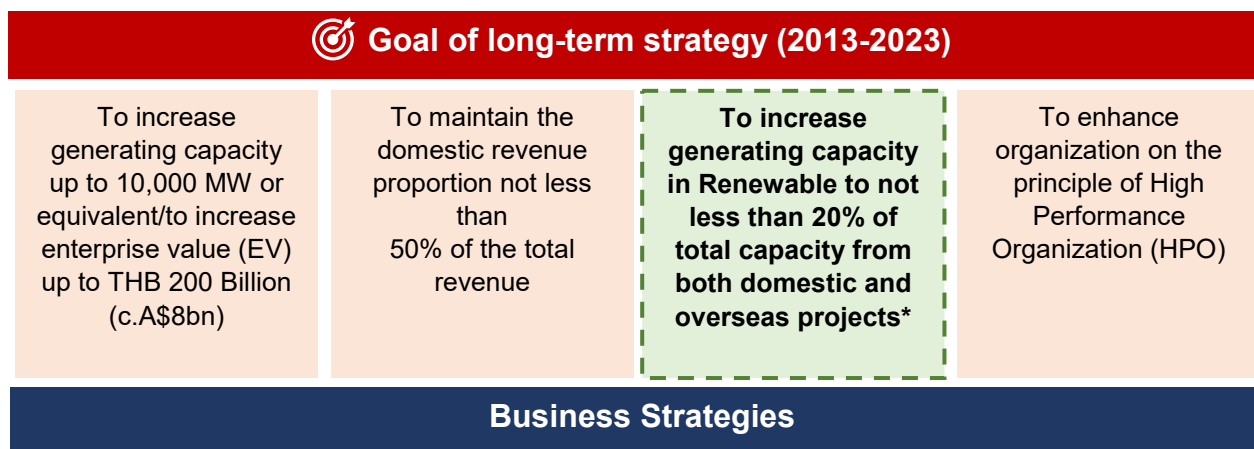 Goal of long-term strategy (2013-2023)
To increase
generating capacity
up to 10,000 MW or
equivalent/to increase
enterprise value (EV)
up to THB 200 Billion
(c.A$8bn)
To maintain the
domestic revenue
proportion not less
than
50% of the total
revenue
To increase
generating capacity
in Renewable to not
less than 20% of
total capacity from
both domestic and
overseas projects*
To enhance
organization on the
principle of High
Performance
Organization (HPO)
Business Strategies